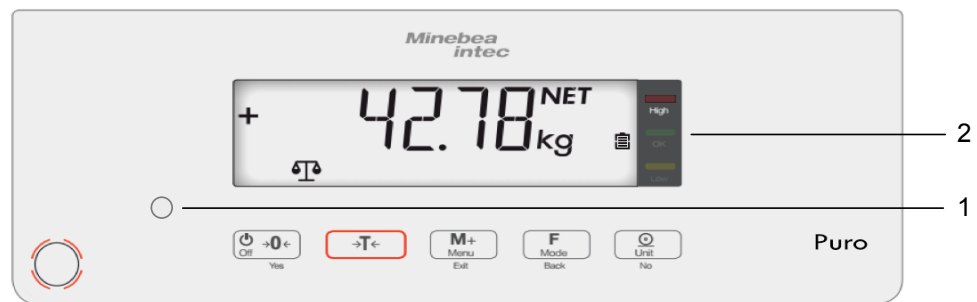 Minebea
intec
+ 42.78 NET
kg
High
OK
Low
2
1
Off →0← →T← M+ Menu F Mode Unit
Yes Exit Back No
Puro